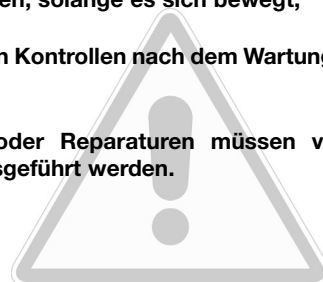 en, solange es sich bewegt,
n Kontrollen nach dem Wartung
oder Reparaturen müssen v
sgeführt werden.